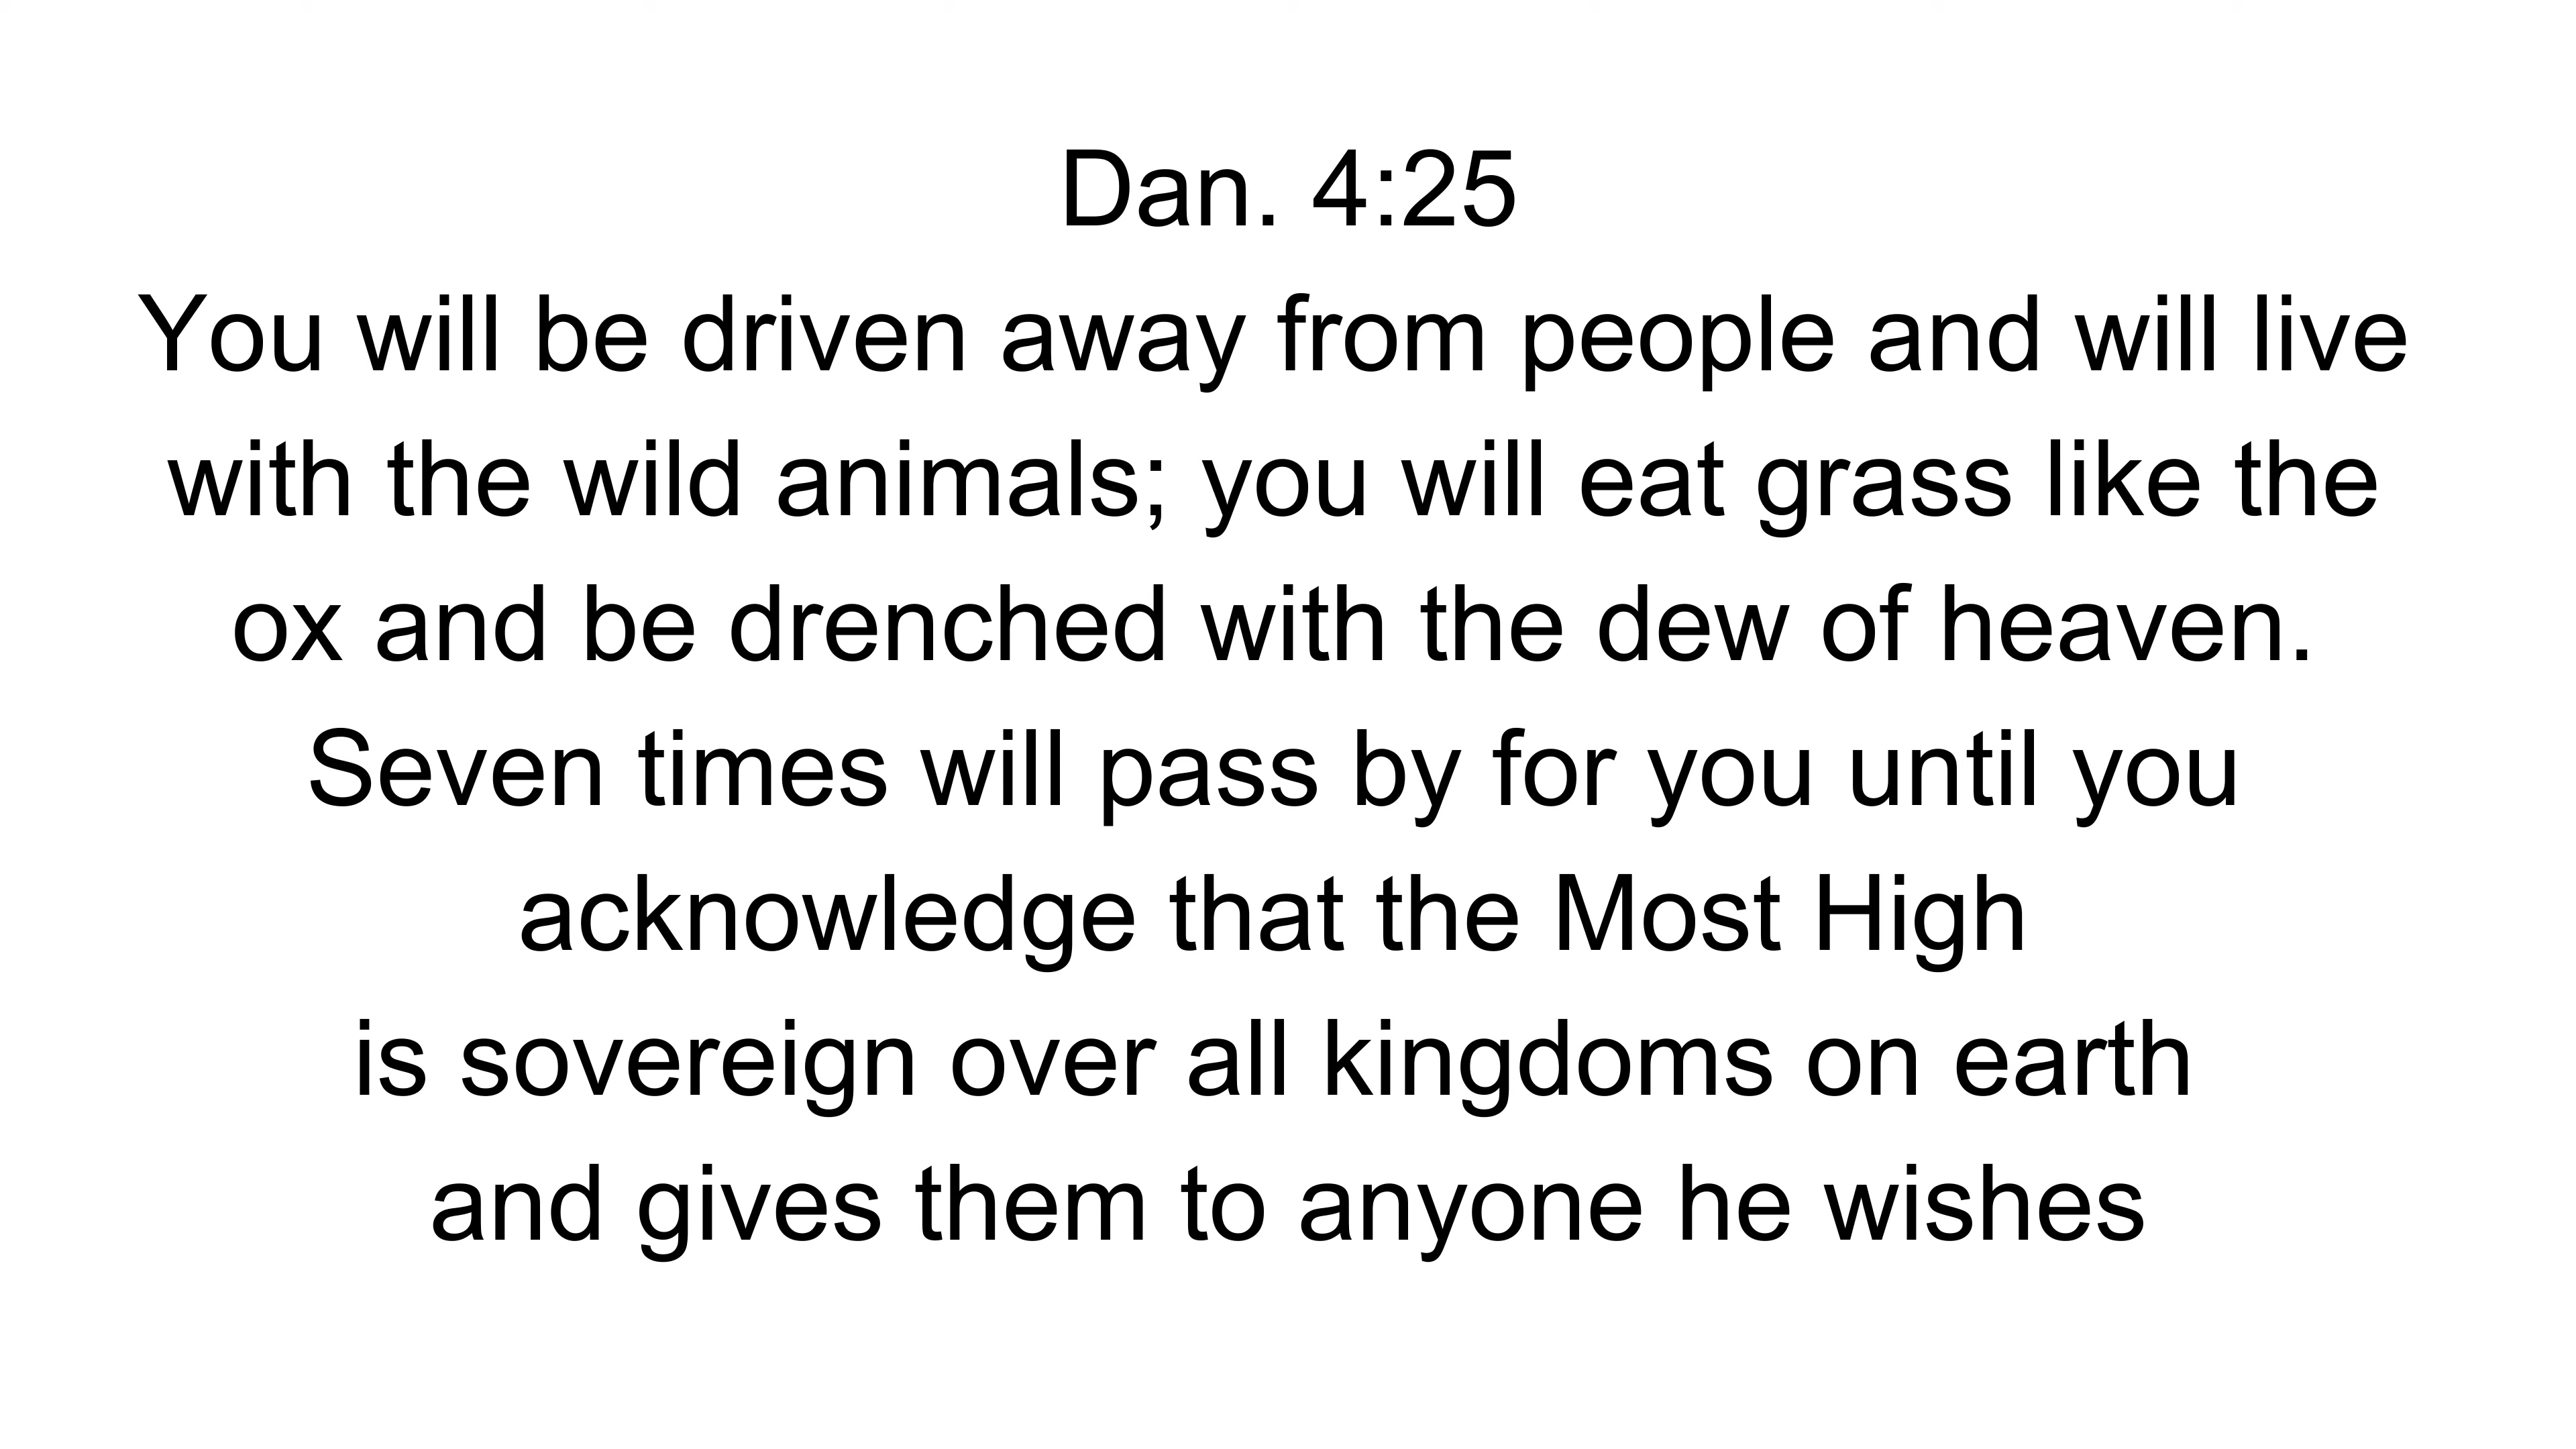 Dan. 4:25
You will be driven away from people and will live
with the wild animals; you will eat grass like the
ox and be drenched with the dew of heaven.
Seven times will pass by for you until you
acknowledge that the Most High
is sovereign over all kingdoms on earth
and gives them to anyone he wishes